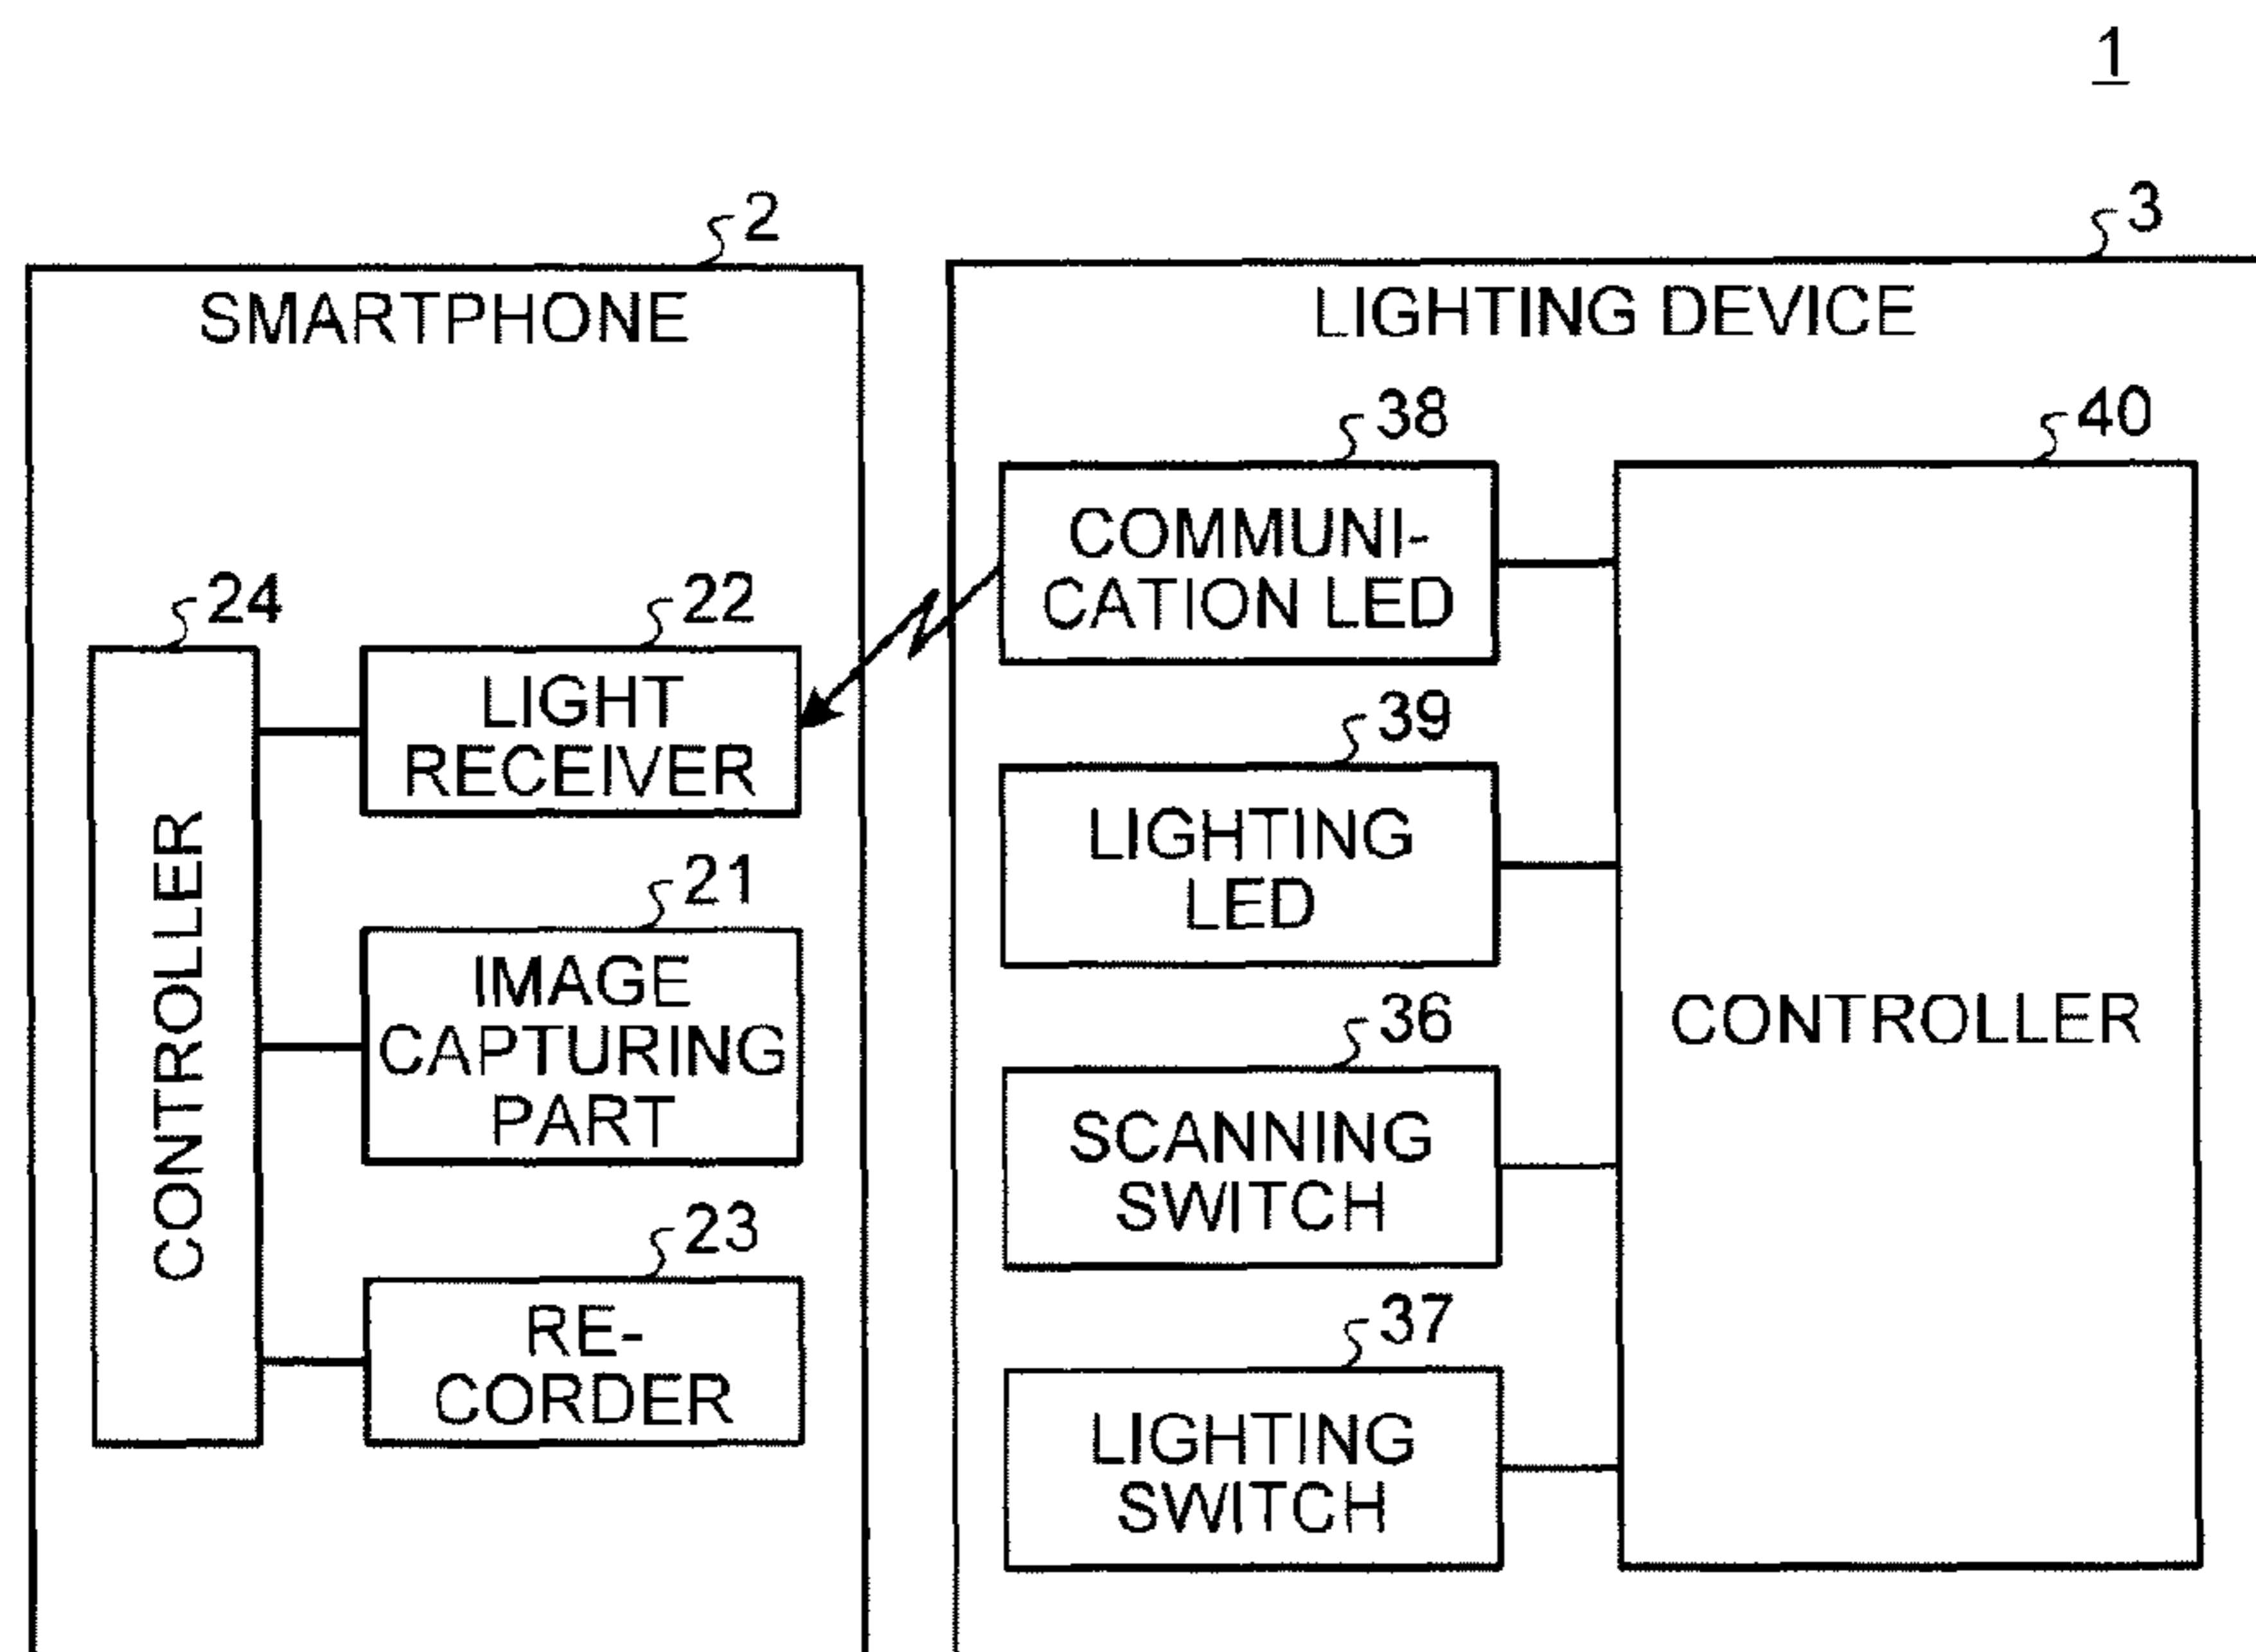 1
2
SMARTPHONE
24
CONTROLLER
22
LIGHT
RECEIVER
21
IMAGE
CAPTURING
PART
23
RE-
CORDER
3
LIGHTING DEVICE
38
COMMUNI-
CATION LED
39
LIGHTING
LED
36
SCANNING
SWITCH
37
LIGHTING
SWITCH
40
CONTROLLER